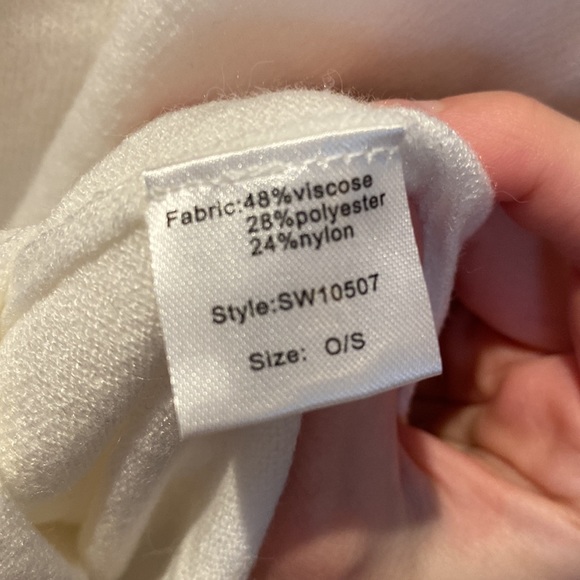 Fabric:48%viscose
28%polyester
24%nylon
Style:SW10507
Size: O/S